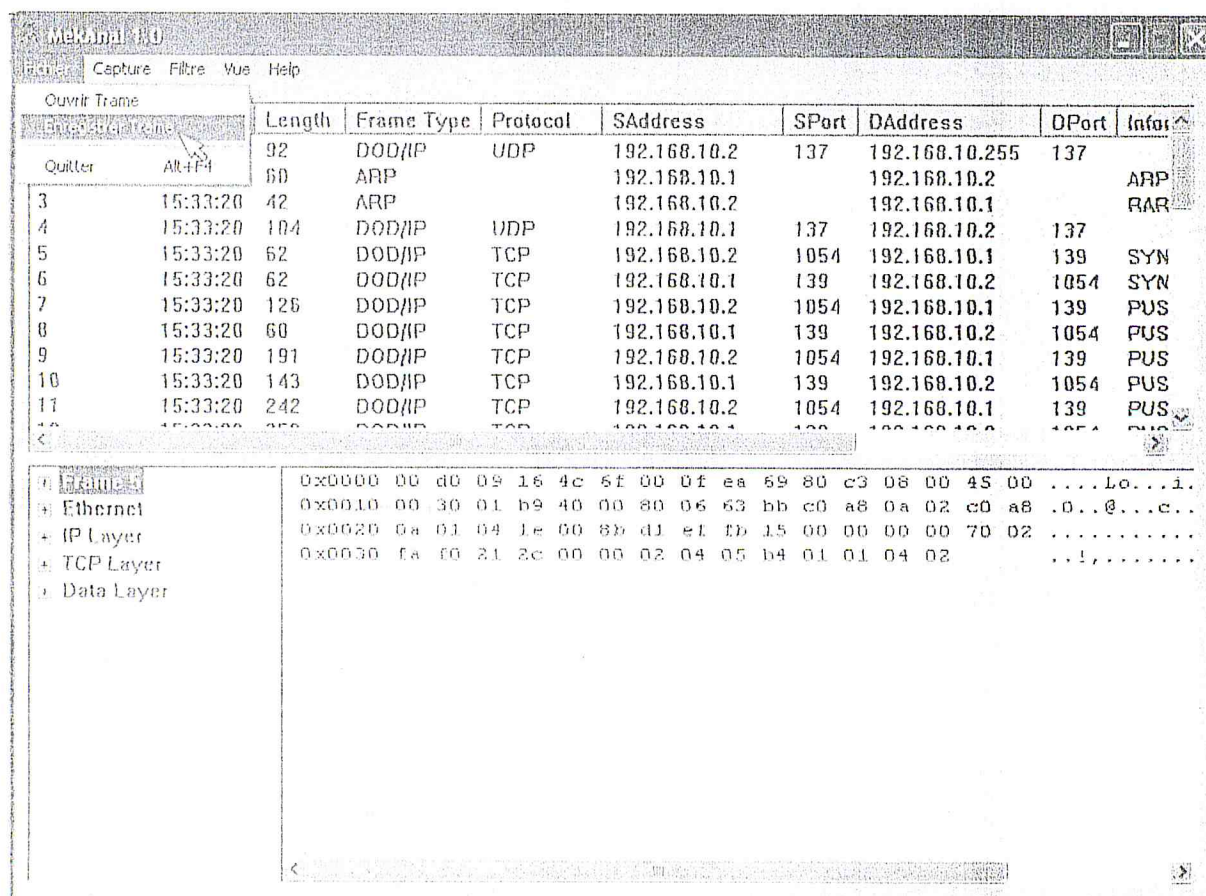 MekAnal 1.0
Fichier Capture Filtre Vue Help
Ouvrir Trame
Enregistrer Trame
Quitter Alt+F4
Length Frame Type Protocol SAddress SPort DAddress DPort Infor
92 DOD/IP UDP 192.168.10.2 137 192.168.10.255 137
60 ARP 192.168.10.1 192.168.10.2 ARP
3 15:33:20 42 ARP 192.168.10.2 192.168.10.1 RAR
4 15:33:20 104 DOD/IP UDP 192.168.10.1 137 192.168.10.2 137
5 15:33:20 62 DOD/IP TCP 192.168.10.2 1054 192.168.10.1 139 SYN
6 15:33:20 62 DOD/IP TCP 192.168.10.1 139 192.168.10.2 1054 SYN
7 15:33:20 126 DOD/IP TCP 192.168.10.2 1054 192.168.10.1 139 PUS
8 15:33:20 60 DOD/IP TCP 192.168.10.1 139 192.168.10.2 1054 PUS
9 15:33:20 191 DOD/IP TCP 192.168.10.2 1054 192.168.10.1 139 PUS
10 15:33:20 143 DOD/IP TCP 192.168.10.1 139 192.168.10.2 1054 PUS
11 15:33:20 242 DOD/IP TCP 192.168.10.2 1054 192.168.10.1 139 PUS
Frame 5
Ethernet
IP Layer
TCP Layer
Data Layer
0x0000 00 d0 09 16 4c 6f 00 0f ea 69 80 c3 08 00 45 00 ....Lo...i.
0x0010 00 30 01 b9 40 00 80 06 63 bb c0 a8 0a 02 c0 a8 .0..@...c..
0x0020 0a 01 04 1e 00 8b d1 ef fb 15 00 00 00 00 70 02 ...........
0x0030 fa f0 21 2c 00 00 02 04 05 b4 01 01 04 02 ..!,.......